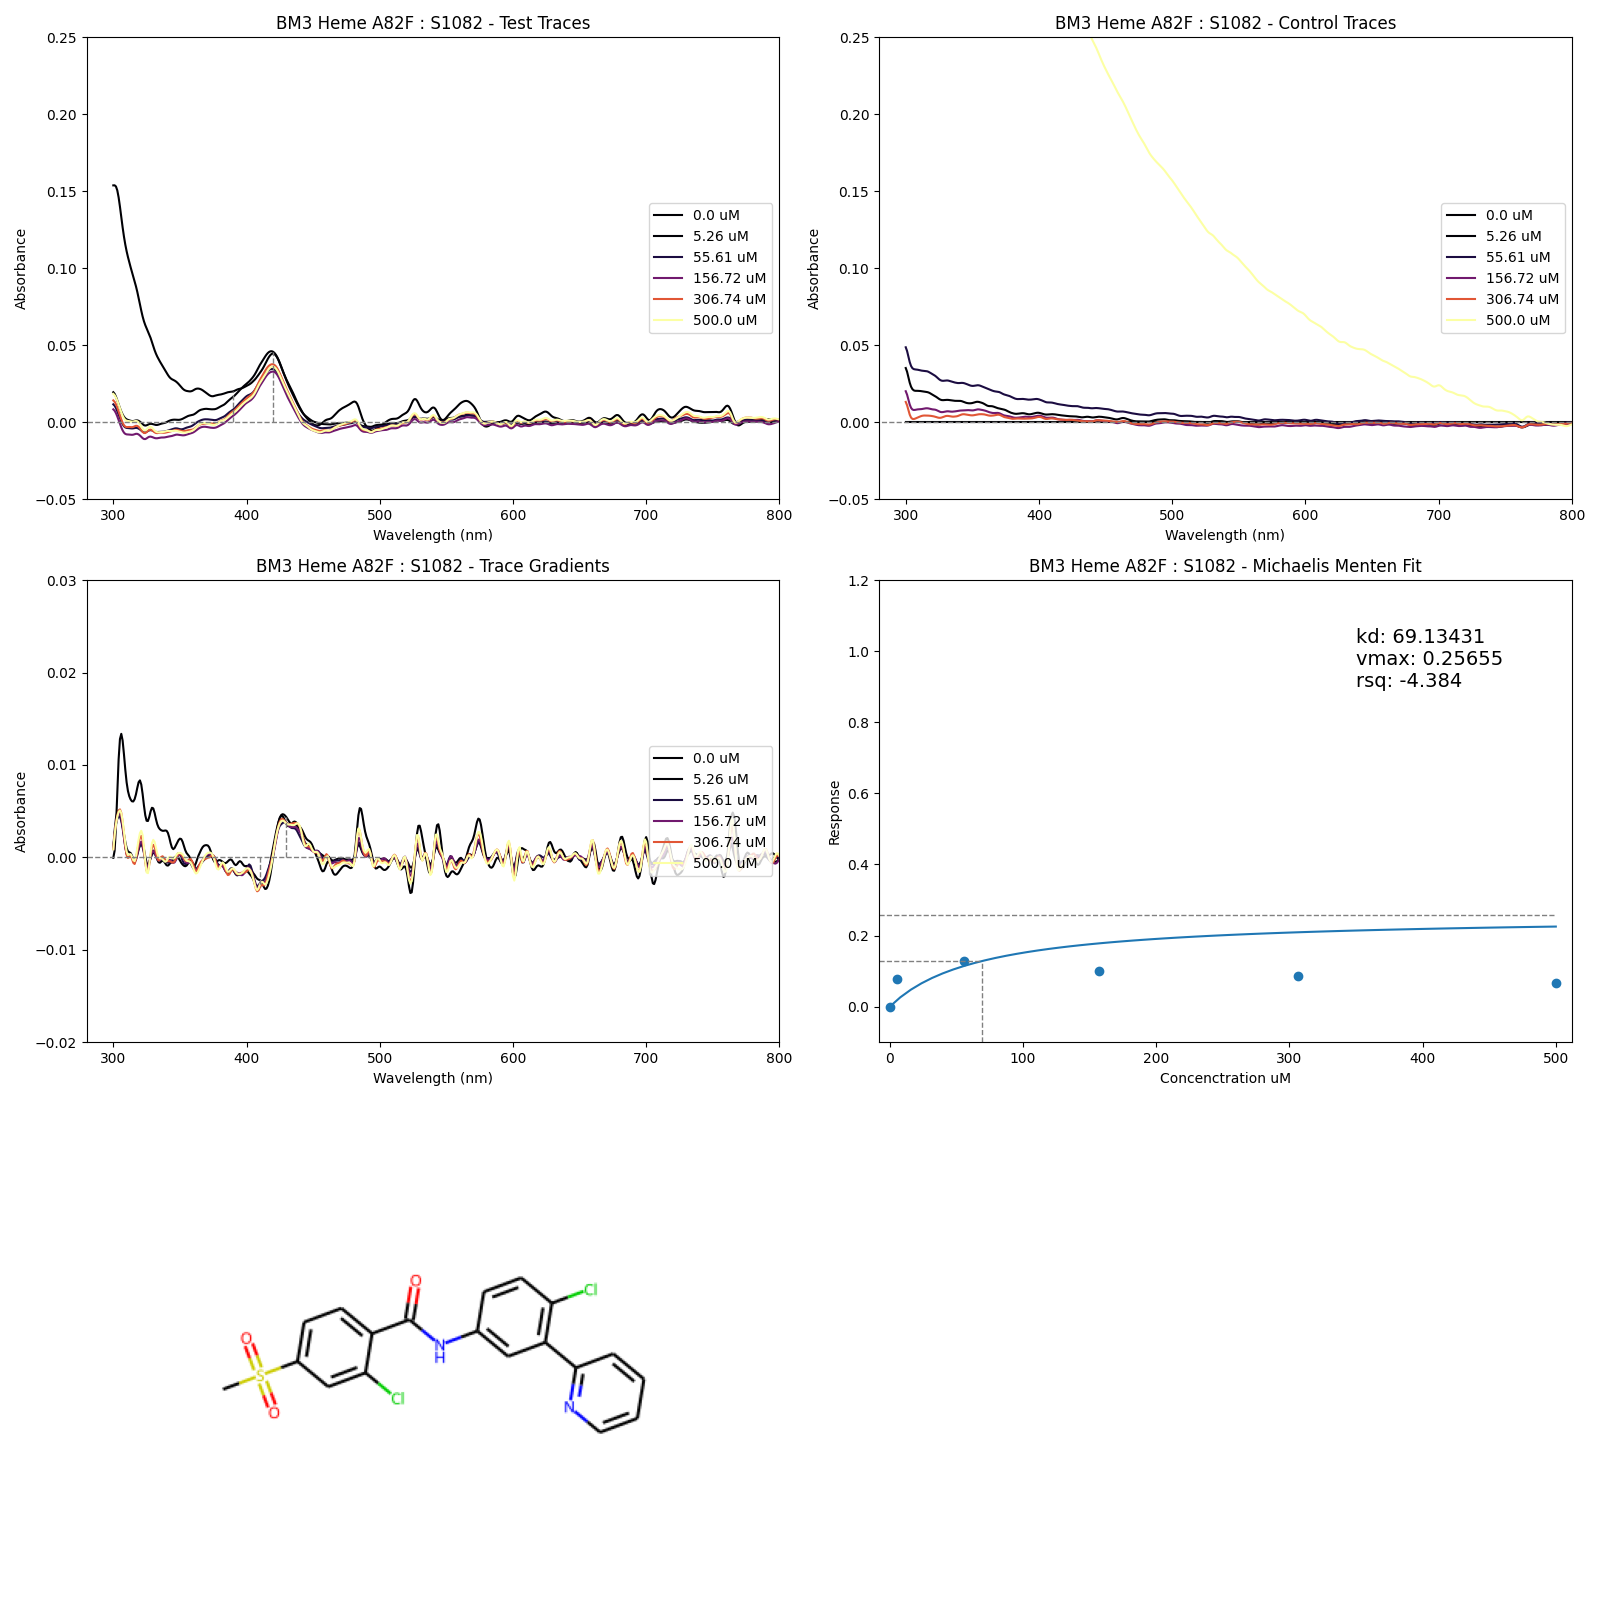 BM3 Heme A82F : S1082 - Test Traces
0.25
0.20
0.15
0.10
0.05
0.00
−0.05
Absorbance
300
400
500
600
700
800
Wavelength (nm)
0.0 uM
5.26 uM
55.61 uM
156.72 uM
306.74 uM
500.0 uM
BM3 Heme A82F : S1082 - Control Traces
0.25
0.20
0.15
0.10
0.05
0.00
−0.05
Absorbance
300
400
500
600
700
800
Wavelength (nm)
0.0 uM
5.26 uM
55.61 uM
156.72 uM
306.74 uM
500.0 uM
BM3 Heme A82F : S1082 - Trace Gradients
0.03
0.02
0.01
0.00
−0.01
−0.02
Absorbance
300
400
500
600
700
800
Wavelength (nm)
0.0 uM
5.26 uM
55.61 uM
156.72 uM
306.74 uM
500.0 uM
BM3 Heme A82F : S1082 - Michaelis Menten Fit
1.2
1.0
0.8
0.6
0.4
0.2
0.0
Response
0
100
200
300
400
500
Concenctration uM
kd: 69.13431
vmax: 0.25655
rsq: -4.384
O
Cl
O
N
H
S
Cl
N
O